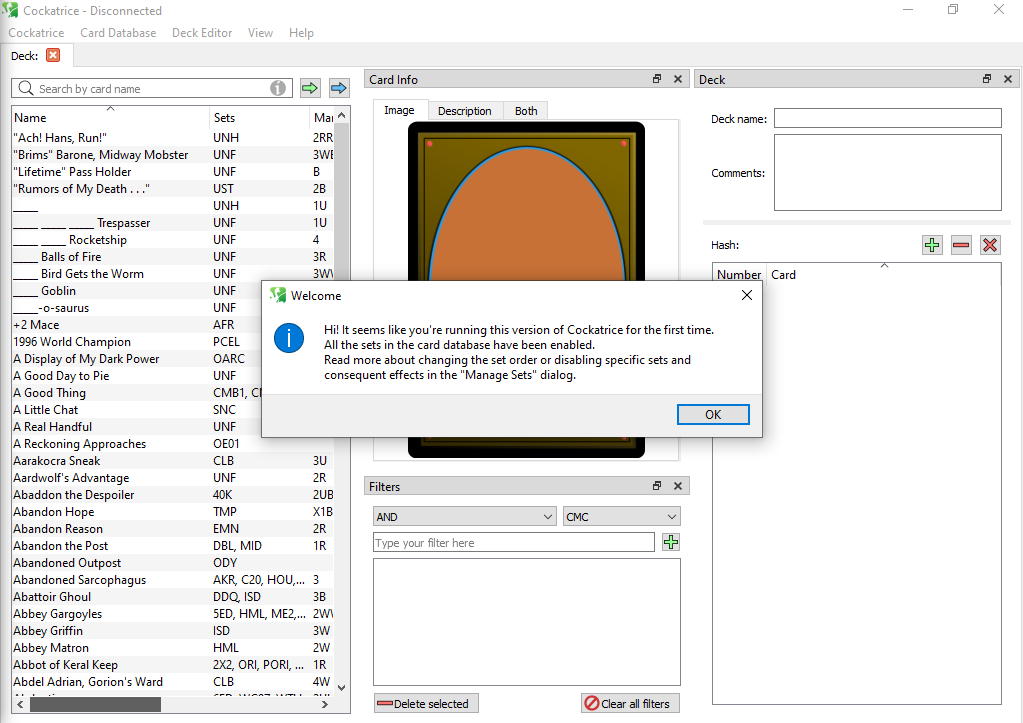 Cockatrice - Disconnected
Cockatrice Card Database Deck Editor View Help
Deck:
Search by card name
Name Sets Mar
"Ach! Hans, Run!" UNH 2RR
"Brims" Barone, Midway Mobster UNF 3WB
"Lifetime" Pass Holder UNF B
"Rumors of My Death . . ." UST 2B
____ UNH 1U
____ ____ ____ Trespasser UNF 1U
____ ____ Rocketship UNF 4
____ Balls of Fire UNF 3R
____ Bird Gets the Worm UNF 3WW
____ Goblin UNF
____-o-saurus UNF
+2 Mace AFR
1996 World Champion PCEL
A Display of My Dark Power OARC
A Good Day to Pie UNF
A Good Thing CMB1, CM
A Little Chat SNC
A Real Handful UNF
A Reckoning Approaches OE01
Aarakocra Sneak CLB 3U
Aardwolf's Advantage UNF 2R
Abaddon the Despoiler 40K 2UB
Abandon Hope TMP X1B
Abandon Reason EMN 2R
Abandon the Post DBL, MID 1R
Abandoned Outpost ODY
Abandoned Sarcophagus AKR, C20, HOU,... 3
Abattoir Ghoul DDQ, ISD 3B
Abbey Gargoyles 5ED, HML, ME2,... 2WW
Abbey Griffin ISD 3W
Abbey Matron HML 2W
Abbot of Keral Keep 2X2, ORI, PORI, ... 1R
Abdel Adrian, Gorion's Ward CLB 4W
Card Info
Image Description Both
Welcome
Hi! It seems like you're running this version of Cockatrice for the first time.
All the sets in the card database have been enabled.
Read more about changing the set order or disabling specific sets and
consequent effects in the "Manage Sets" dialog.
OK
Filters
AND CMC
Type your filter here
Delete selected Clear all filters
Deck
Deck name:
Comments:
Hash:
Number Card